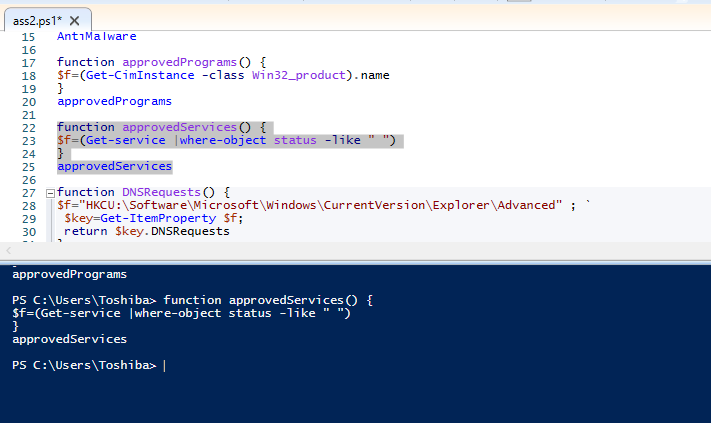 ass2.ps1* X
15 AntiMalware
16
17 function approvedPrograms() {
18 $f=(Get-CimInstance -class Win32_product).name
19 }
20 approvedPrograms
21
22 function approvedServices() {
23 $f=(Get-service |where-object status -like " ")
24 }
25 approvedServices
26
27 function DNSRequests() {
28 $f="HKCU:\Software\Microsoft\Windows\CurrentVersion\Explorer\Advanced" ; `
29 $key=Get-ItemProperty $f;
30 return $key.DNSRequests
approvedPrograms
PS C:\Users\Toshiba> function approvedServices() {
$f=(Get-service |where-object status -like " ")
}
approvedServices
PS C:\Users\Toshiba>